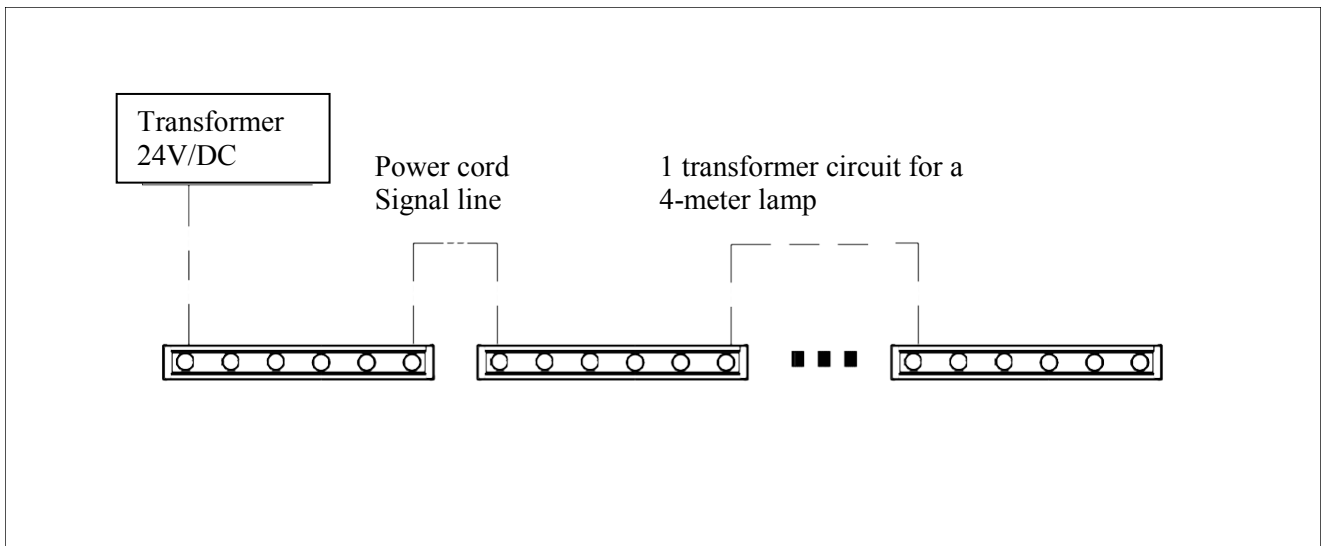 Transformer
24V/DC
Power cord
Signal line
1 transformer circuit for a
4-meter lamp